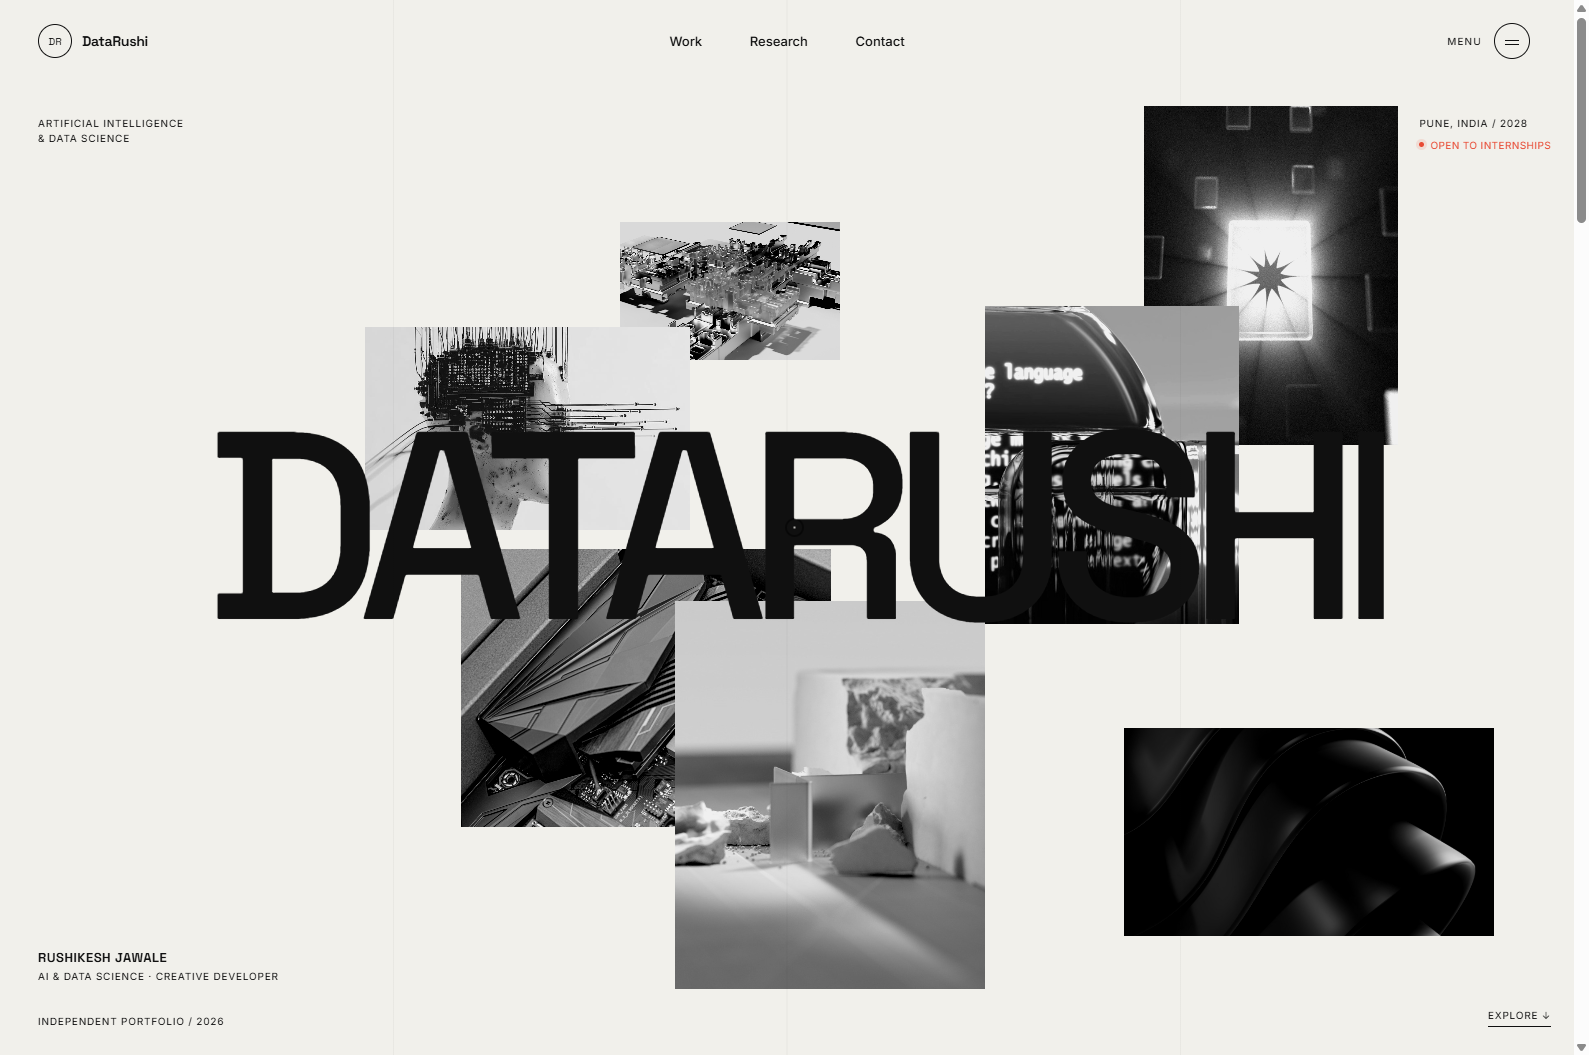 DR
DataRushi
Work
Research
Contact
MENU
ARTIFICIAL INTELLIGENCE
& DATA SCIENCE
PUNE, INDIA / 2028
OPEN TO INTERNSHIPS
language
?
DATARUSHI
RUSHIKESH JAWALE
AI & DATA SCIENCE · CREATIVE DEVELOPER
INDEPENDENT PORTFOLIO / 2026
EXPLORE ↓